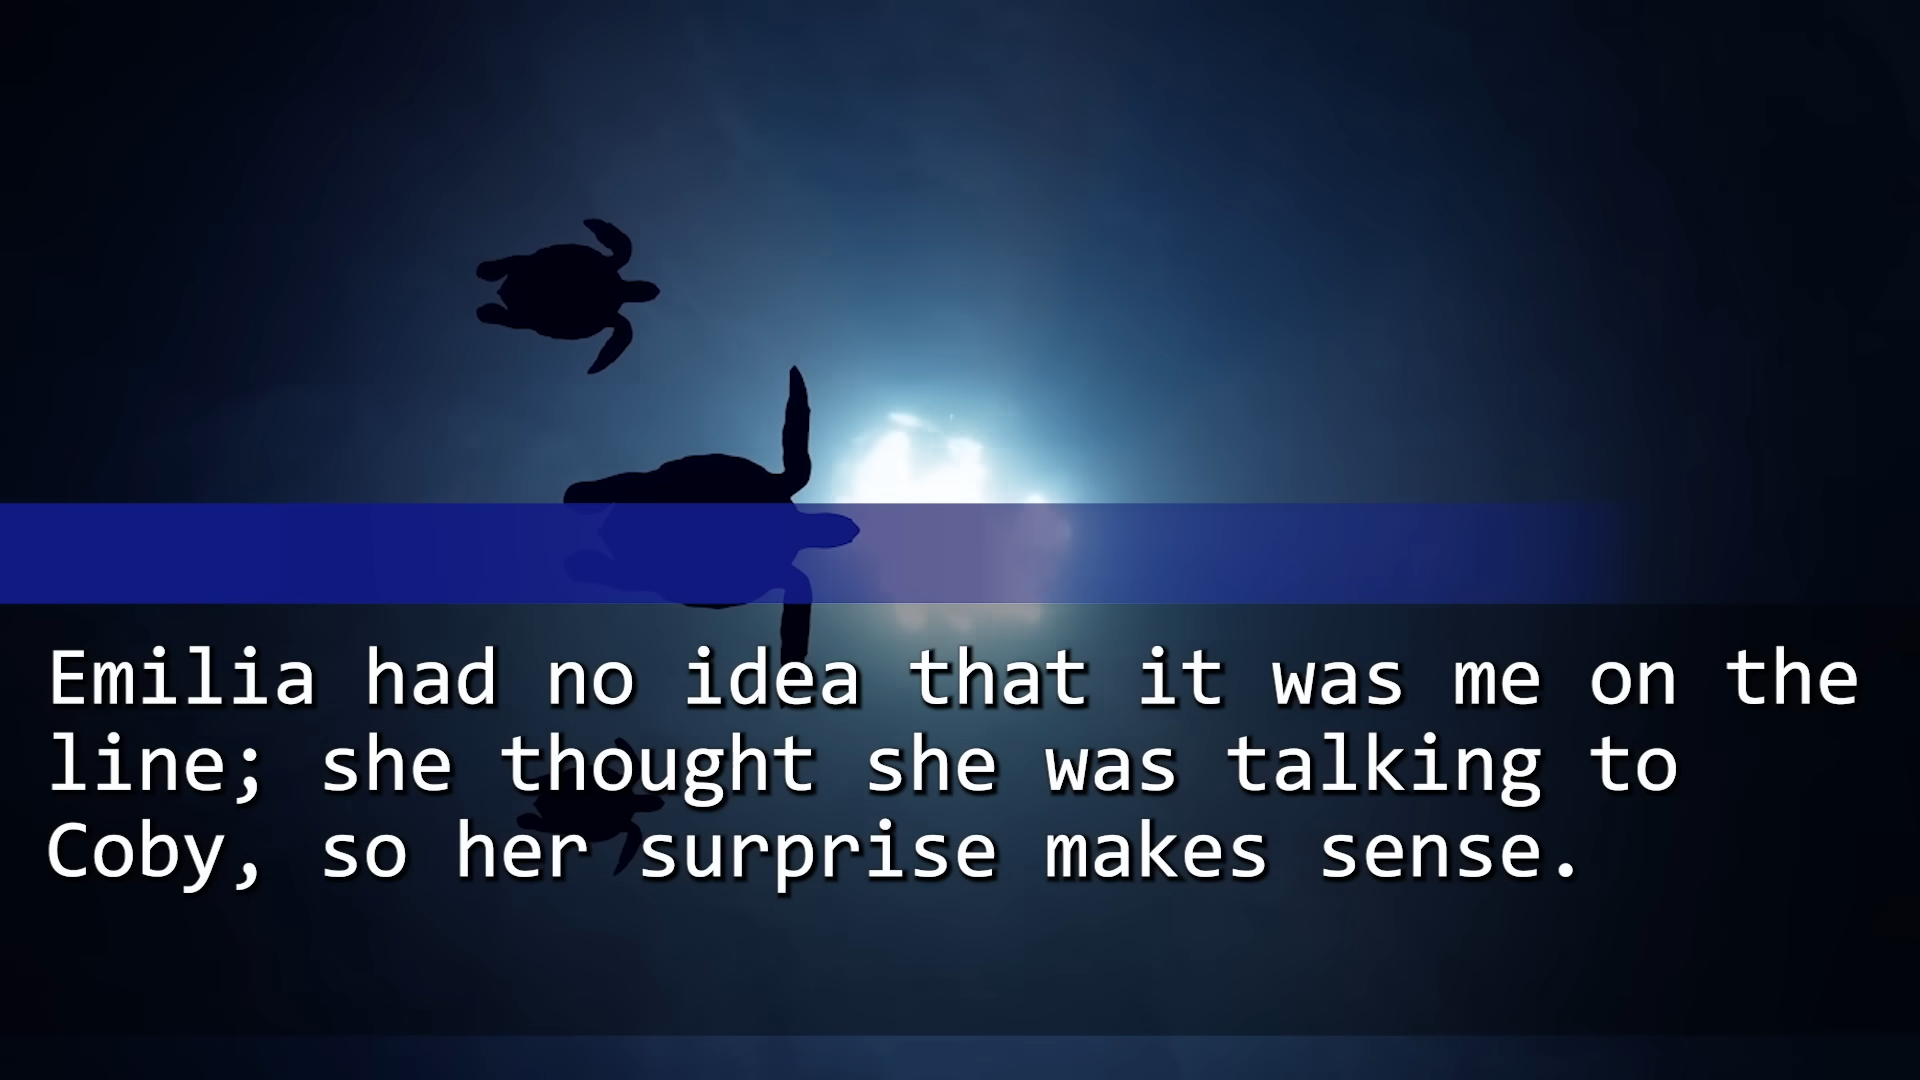 Emilia had no idea that it was me on the
line; she thought she was talking to
Coby, so her surprise makes sense.